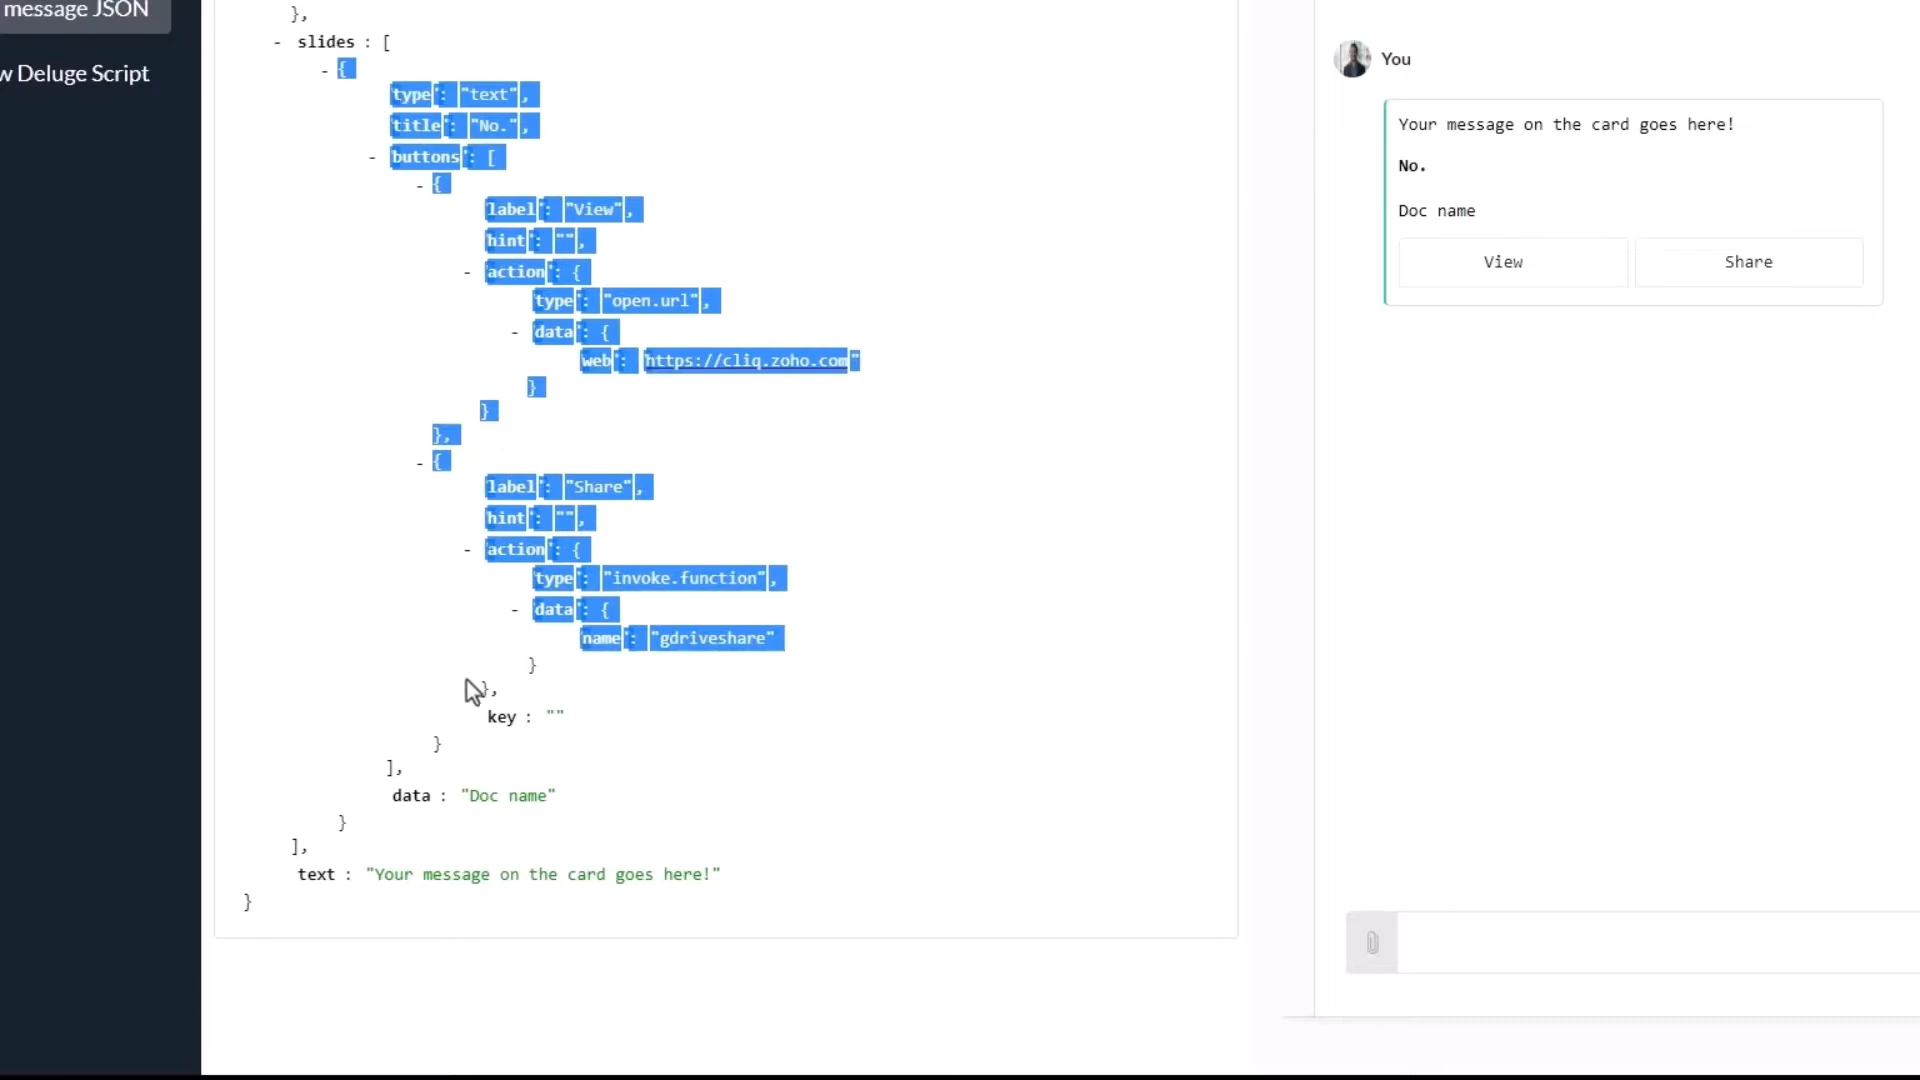 message JSON
w Deluge Script
},
- slides : [
- {
type": "text",
title": "No.",
- buttons": [
- {
label": "View",
hint": "",
- action": {
type": "open.url",
- data": {
web": https://cliq.zoho.com"
}
}
},
- {
label": "Share",
hint": "",
- action": {
type": "invoke.function",
- data": {
name": "gdriveshare"
}
},
key : ""
}
],
data : "Doc name"
}
],
text : "Your message on the card goes here!"
}
You
Your message on the card goes here!
No.
Doc name
View
Share